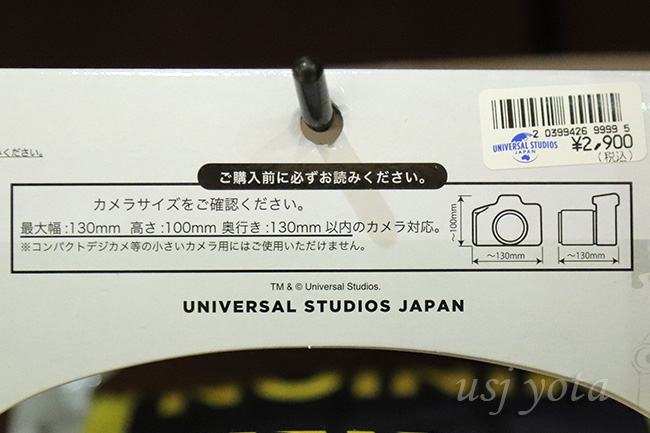 2 0399426 9999 5
UNIVERSAL STUDIOS
JAPAN
¥2,900
(税込)
ください。
ご購入前に必ずお読みください。
カメラサイズをご確認ください。
最大幅:130mm 高さ:100mm 奥行き:130mm以内のカメラ対応。
※コンパクトデジカメ等の小さいカメラ用にはご使用いただけません。
~100mm
~130mm
~130mm
TM & © Universal Studios.
UNIVERSAL STUDIOS JAPAN
usj yota